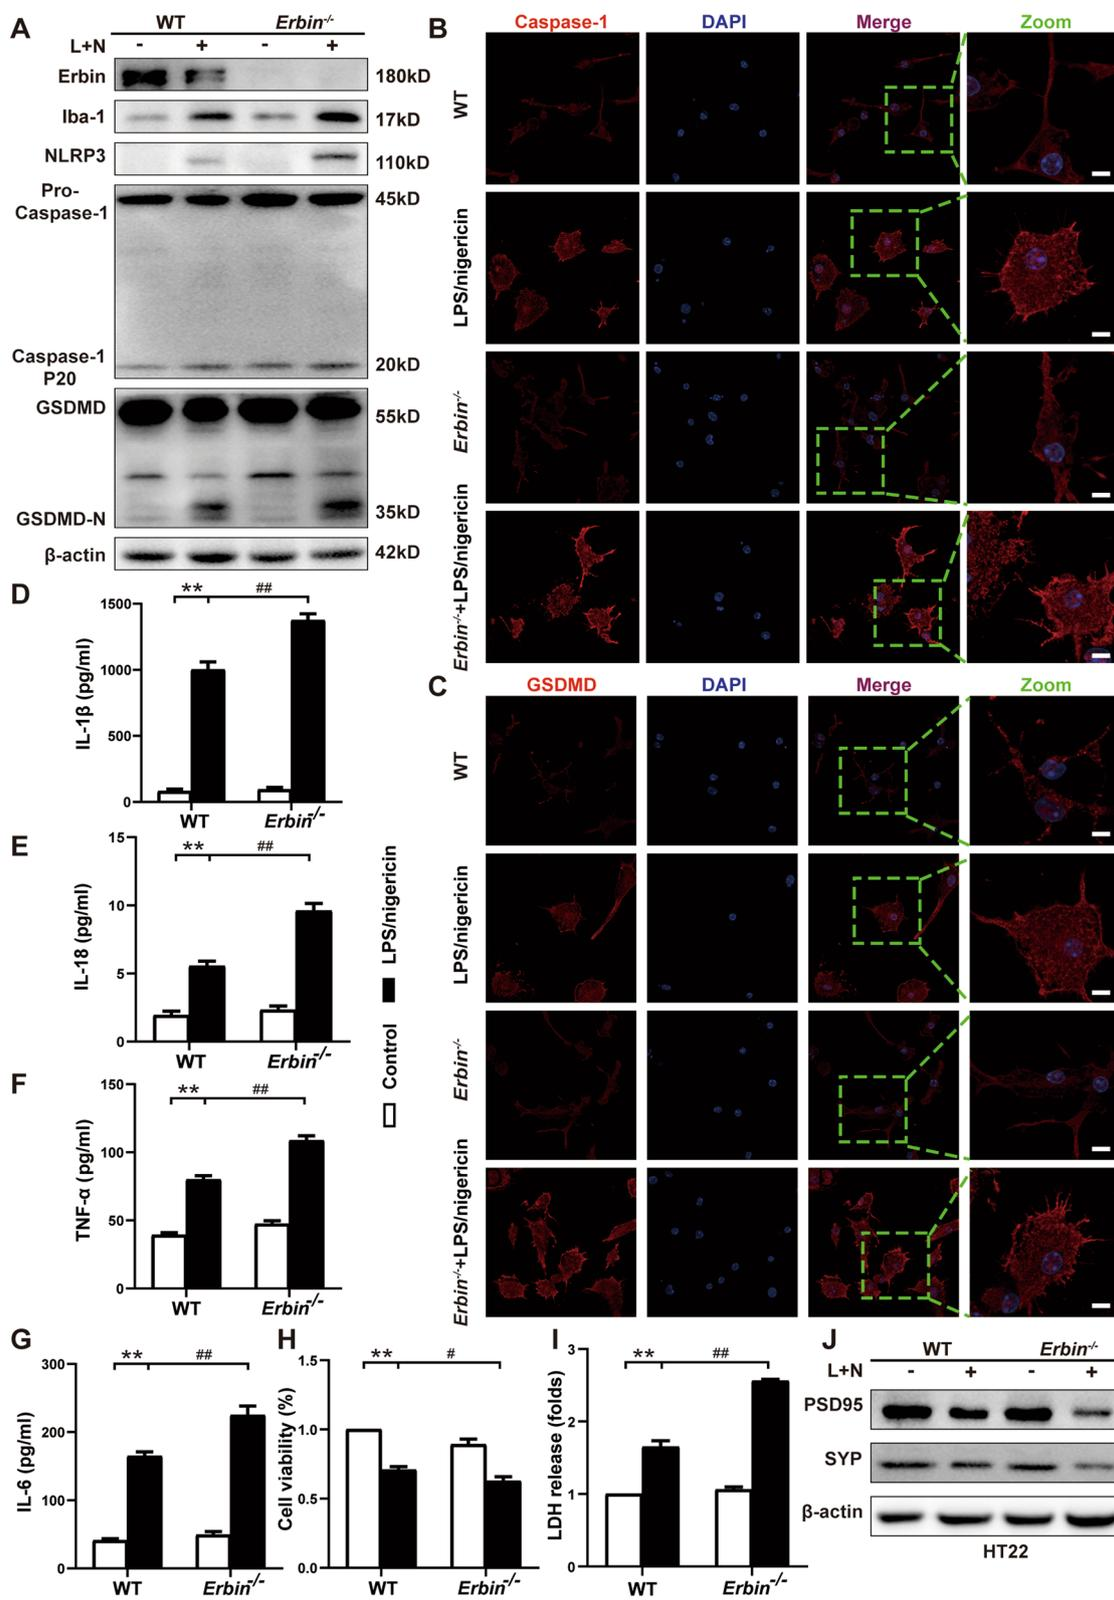 A
WT Erbin-/-
L+N - + - +
Erbin 180kD
Iba-1 17kD
NLRP3 110kD
Pro-
Caspase-1 45kD
Caspase-1
P20 20kD
GSDMD 55kD
GSDMD-N 35kD
β-actin 42kD
B
Caspase-1 DAPI Merge Zoom
WT
LPS/nigericin
Erbin-/-
Erbin-/-+LPS/nigericin
C
GSDMD DAPI Merge Zoom
WT
LPS/nigericin
Erbin-/-
Erbin-/-+LPS/nigericin
D
** ##
IL-1β (pg/ml)
1500
1000
500
0
WT Erbin-/-
E
** ##
IL-18 (pg/ml)
15
10
5
0
WT Erbin-/-
Control LPS/nigericin
F
** ##
TNF-α (pg/ml)
150
100
50
0
WT Erbin-/-
G
** ##
IL-6 (pg/ml)
300
200
100
0
WT Erbin-/-
H
** #
Cell viability (%)
1.5
1.0
0.5
0.0
WT Erbin-/-
I
** ##
LDH release (folds)
3
2
1
0
WT Erbin-/-
J
WT Erbin-/-
L+N - + - +
PSD95
SYP
β-actin
HT22